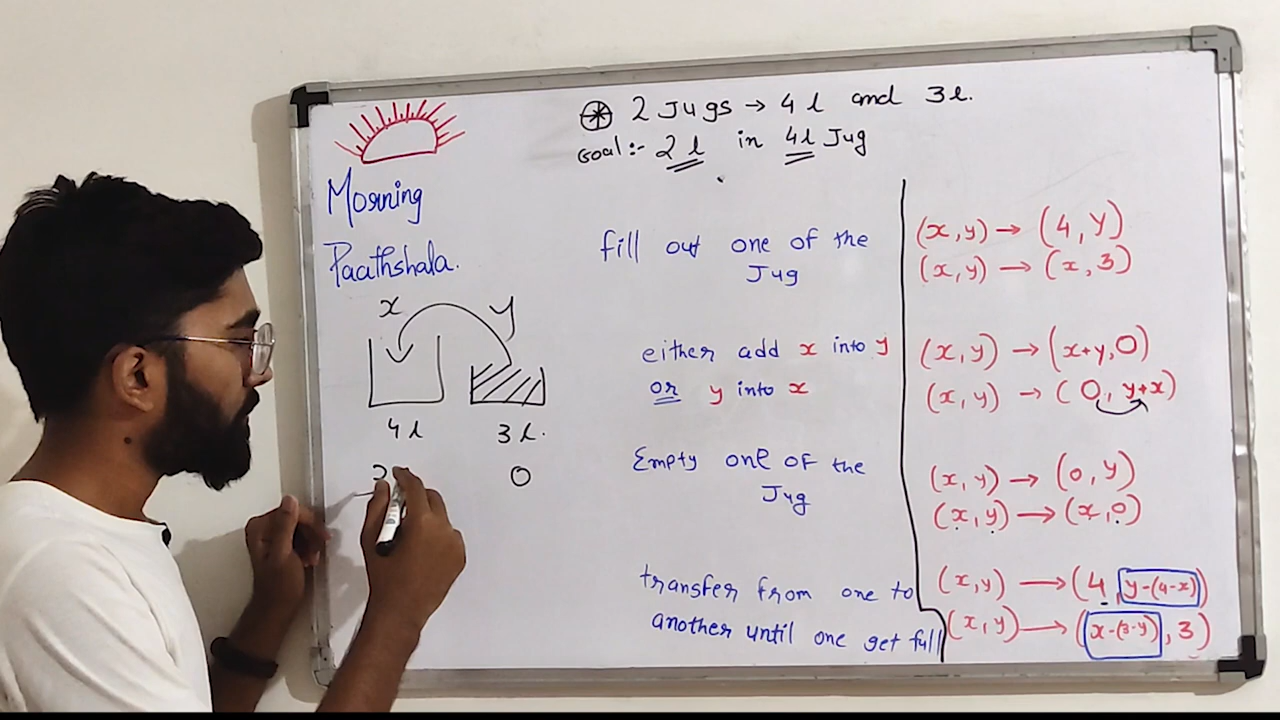 ⊛ 2 Jugs → 4 l and 3 l.
Goal :- 2 l in 4 l Jug
Morning
Paathshala.
x y
4 l 3 l.
0
fill out one of the
Jug
either add x into y
or y into x
Empty one of the
Jug
transfer from one to
another until one get full
(x, y) → (4, Y)
(x, y) → (x, 3)
(x, y) → (x+y, 0)
(x, y) → (0, y+x)
(x, y) → (0, y)
(x, y) → (x, 0)
(x, y) → (4, y-(4-x))
(x, y) → (x-(3-y), 3)